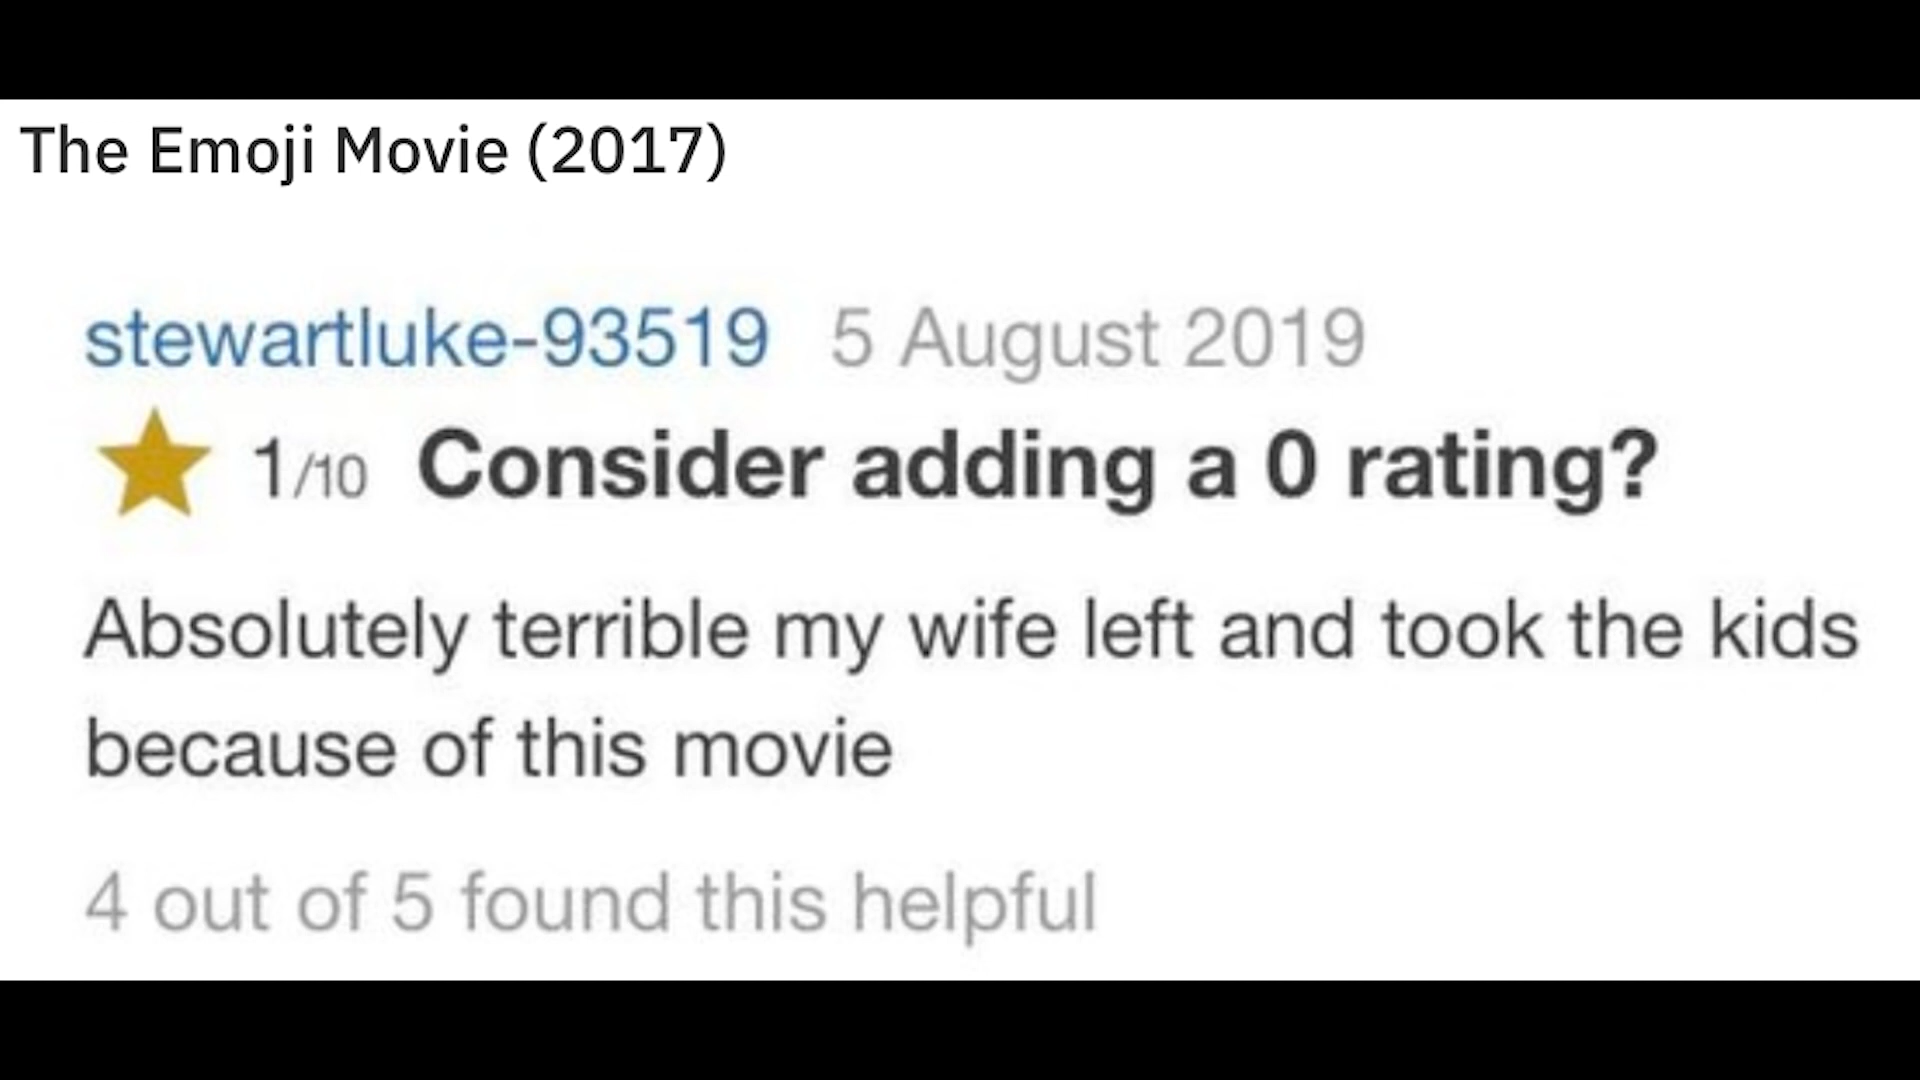 The Emoji Movie (2017)
stewartluke-93519 5 August 2019
1/10 Consider adding a 0 rating?
Absolutely terrible my wife left and took the kids
because of this movie
4 out of 5 found this helpful